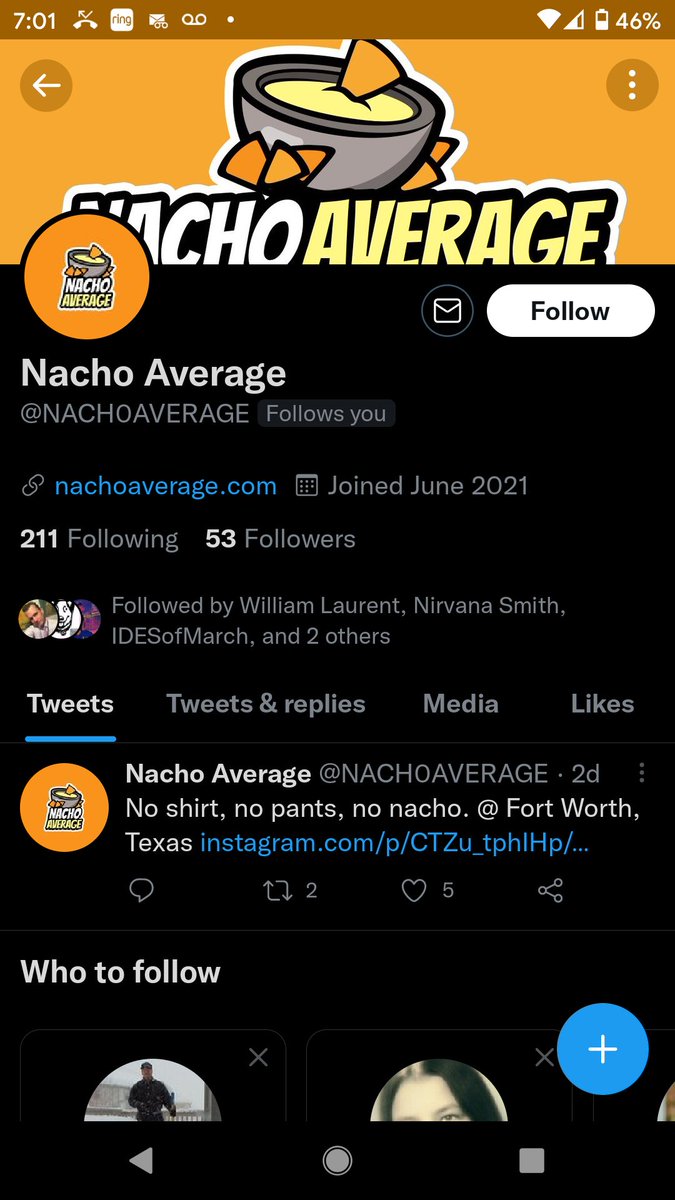 7:01
ring
46%
NACHO AVERAGE
NACHO
AVERAGE
Follow
Nacho Average
@NACH0AVERAGE Follows you
nachoaverage.com Joined June 2021
211 Following 53 Followers
Followed by William Laurent, Nirvana Smith,
IDESofMarch, and 2 others
Tweets Tweets & replies Media Likes
NACHO
AVERAGE
Nacho Average @NACH0AVERAGE · 2d
No shirt, no pants, no nacho. @ Fort Worth,
Texas instagram.com/p/CTZu_tphIHp/...
2 5
Who to follow